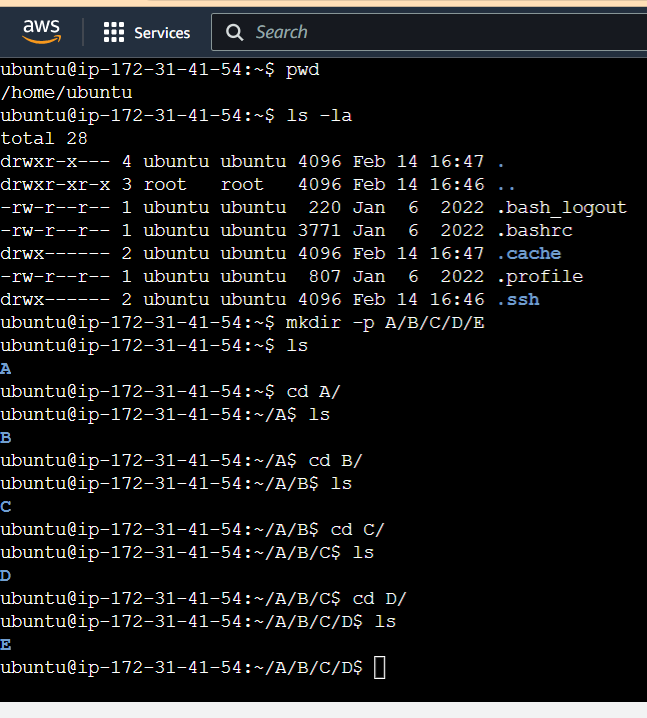 aws Services Search
ubuntu@ip-172-31-41-54:~$ pwd
/home/ubuntu
ubuntu@ip-172-31-41-54:~$ ls -la
total 28
drwxr-x--- 4 ubuntu ubuntu 4096 Feb 14 16:47 .
drwxr-xr-x 3 root   root   4096 Feb 14 16:46 ..
-rw-r--r-- 1 ubuntu ubuntu  220 Jan  6  2022 .bash_logout
-rw-r--r-- 1 ubuntu ubuntu 3771 Jan  6  2022 .bashrc
drwx------ 2 ubuntu ubuntu 4096 Feb 14 16:47 .cache
-rw-r--r-- 1 ubuntu ubuntu  807 Jan  6  2022 .profile
drwx------ 2 ubuntu ubuntu 4096 Feb 14 16:46 .ssh
ubuntu@ip-172-31-41-54:~$ mkdir -p A/B/C/D/E
ubuntu@ip-172-31-41-54:~$ ls
A
ubuntu@ip-172-31-41-54:~$ cd A/
ubuntu@ip-172-31-41-54:~/A$ ls
B
ubuntu@ip-172-31-41-54:~/A$ cd B/
ubuntu@ip-172-31-41-54:~/A/B$ ls
C
ubuntu@ip-172-31-41-54:~/A/B$ cd C/
ubuntu@ip-172-31-41-54:~/A/B/C$ ls
D
ubuntu@ip-172-31-41-54:~/A/B/C$ cd D/
ubuntu@ip-172-31-41-54:~/A/B/C/D$ ls
E
ubuntu@ip-172-31-41-54:~/A/B/C/D$